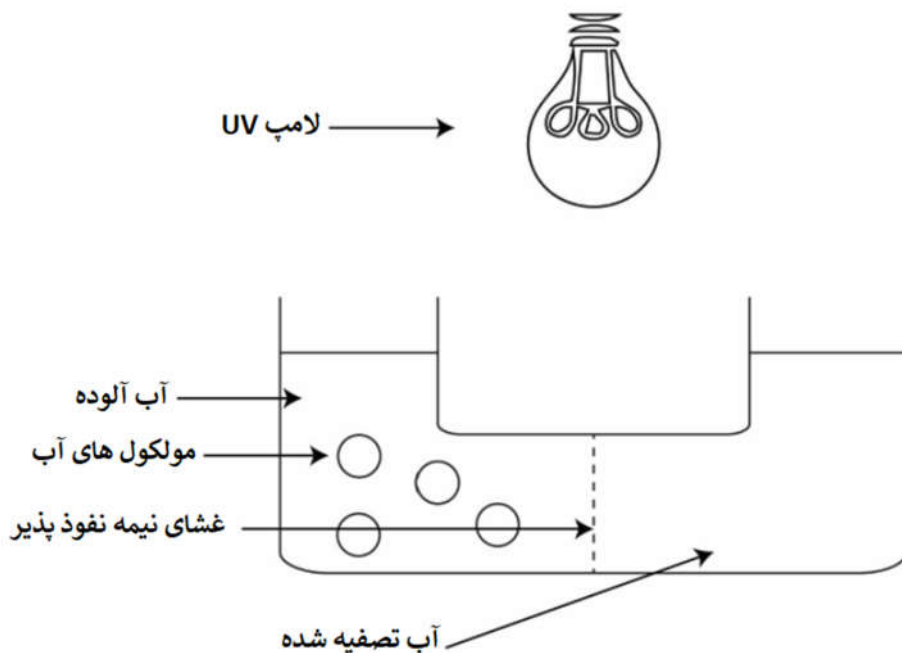 لامپ UV
آب آلوده
مولکول های آب
غشای نیمه نفوذ پذیر
آب تصفیه شده